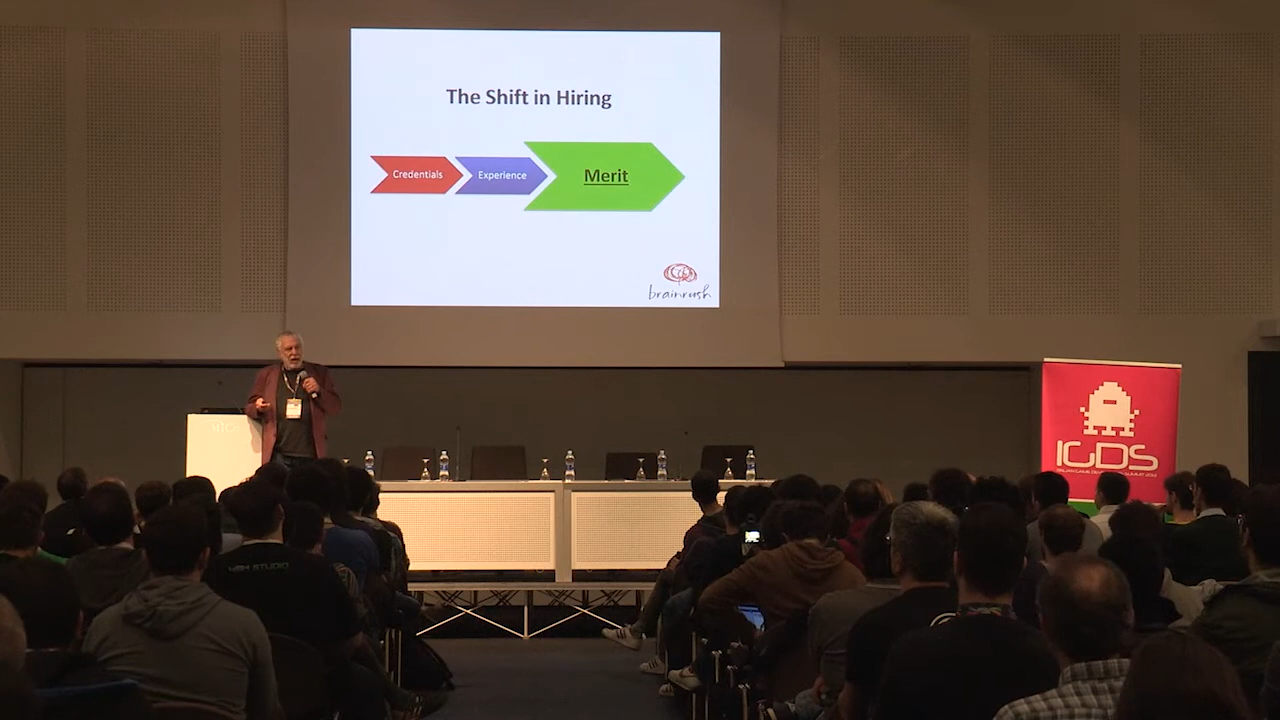 The Shift in Hiring
Credentials
Experience
Merit
brainrush
IGDS